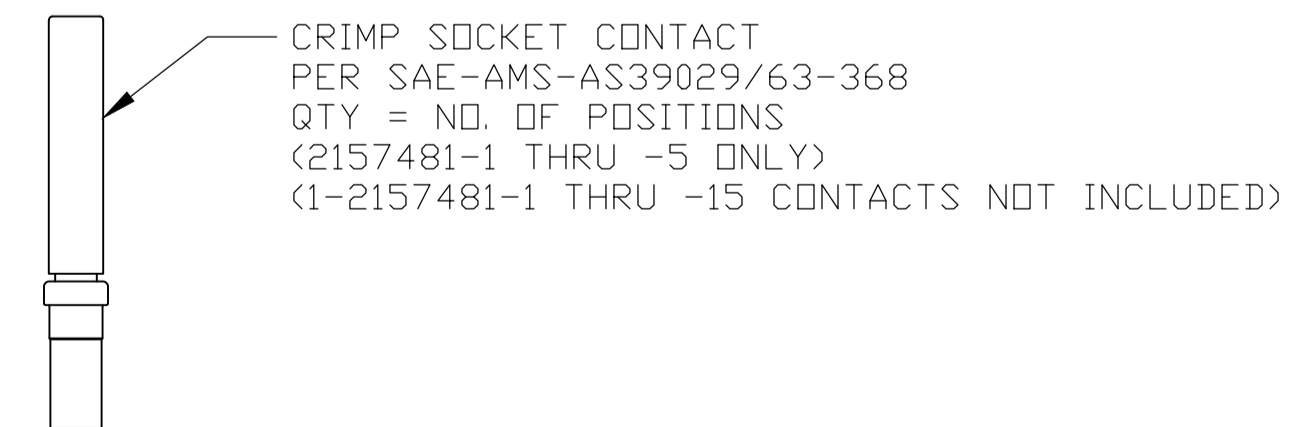 CRIMP SOCKET CONTACT
PER SAE-AMS-AS39029/63-368
QTY = NO. OF POSITIONS
(2157481-1 THRU -5 ONLY)
(1-2157481-1 THRU -15 CONTACTS NOT INCLUDED)